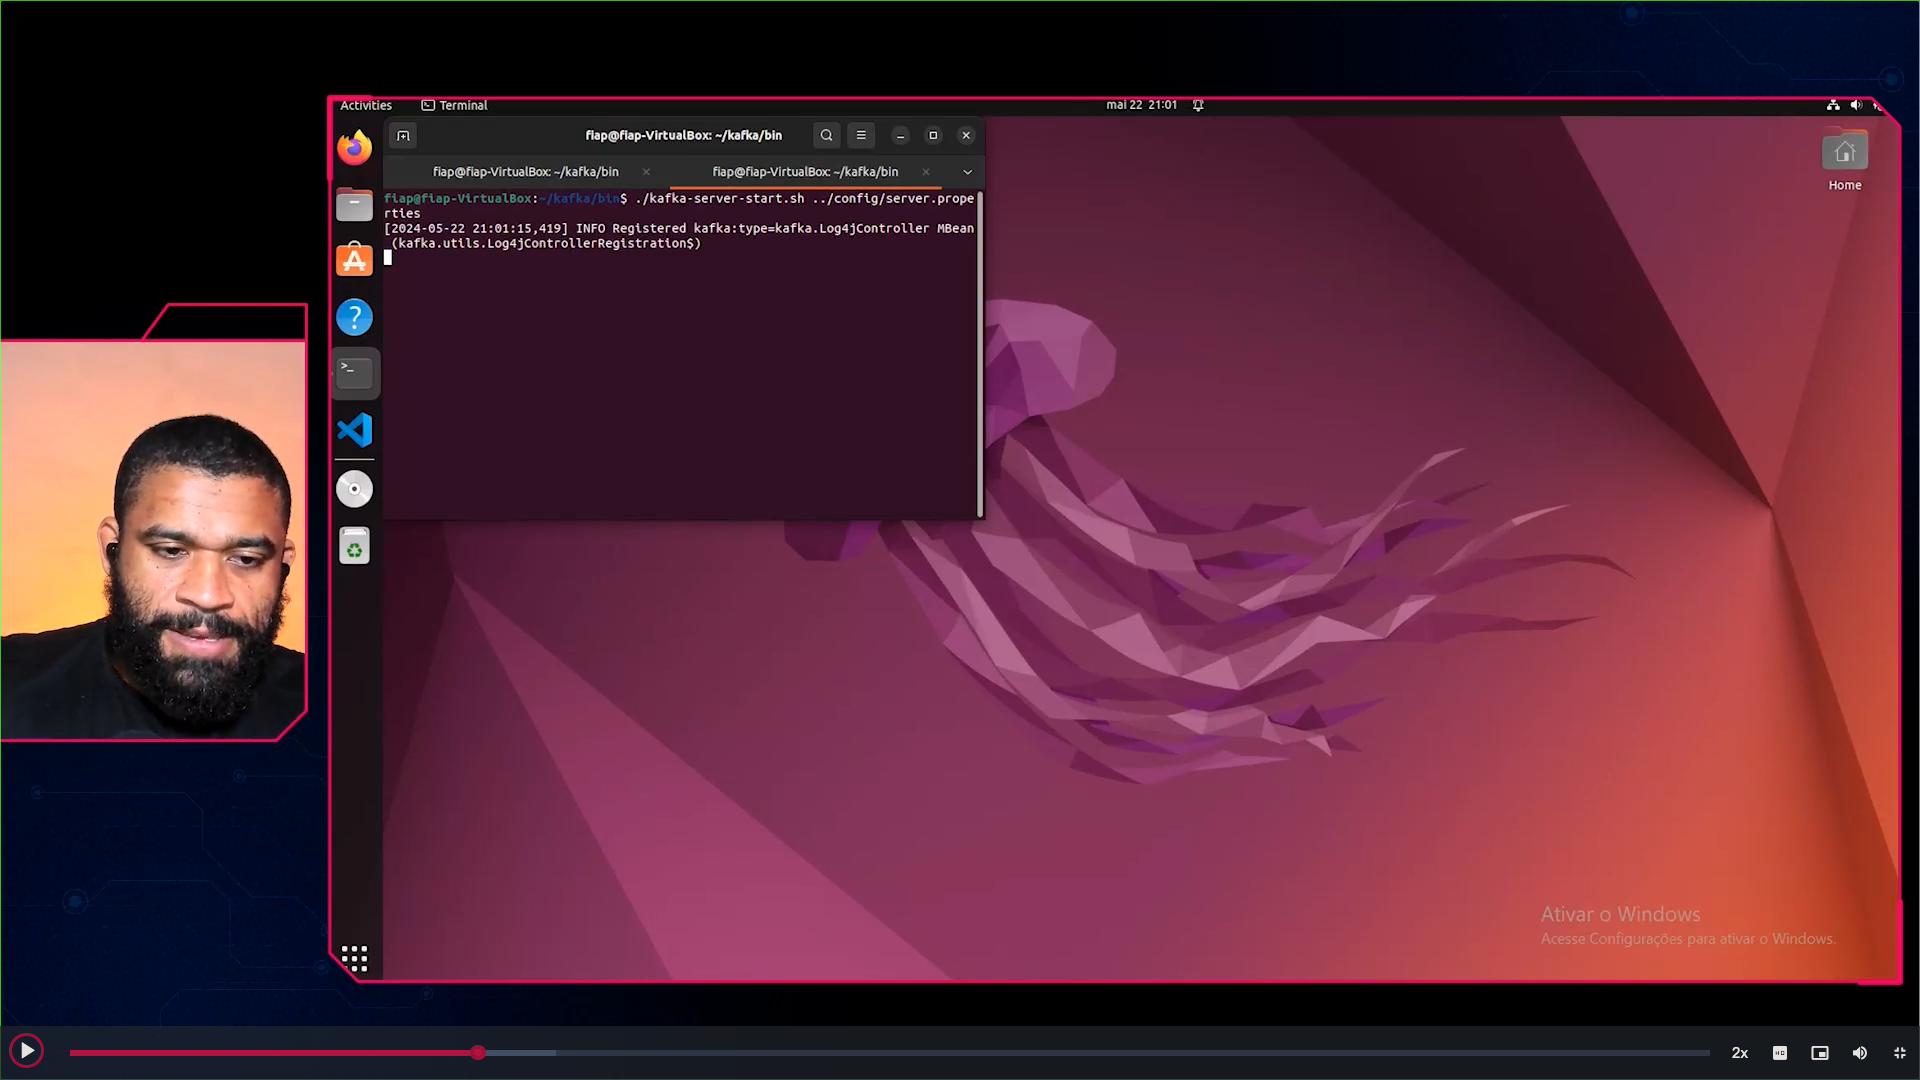 Activities
Terminal
mai 22 21:01
fiap@fiap-VirtualBox: ~/kafka/bin
fiap@fiap-VirtualBox: ~/kafka/bin
fiap@fiap-VirtualBox: ~/kafka/bin
Home
fiap@fiap-VirtualBox:~/kafka/bin$ ./kafka-server-start.sh ../config/server.prope
rties
[2024-05-22 21:01:15,419] INFO Registered kafka:type=kafka.Log4jController MBean
(kafka.utils.Log4jControllerRegistration$)
Ativar o Windows
Acesse Configurações para ativar o Windows.
2x